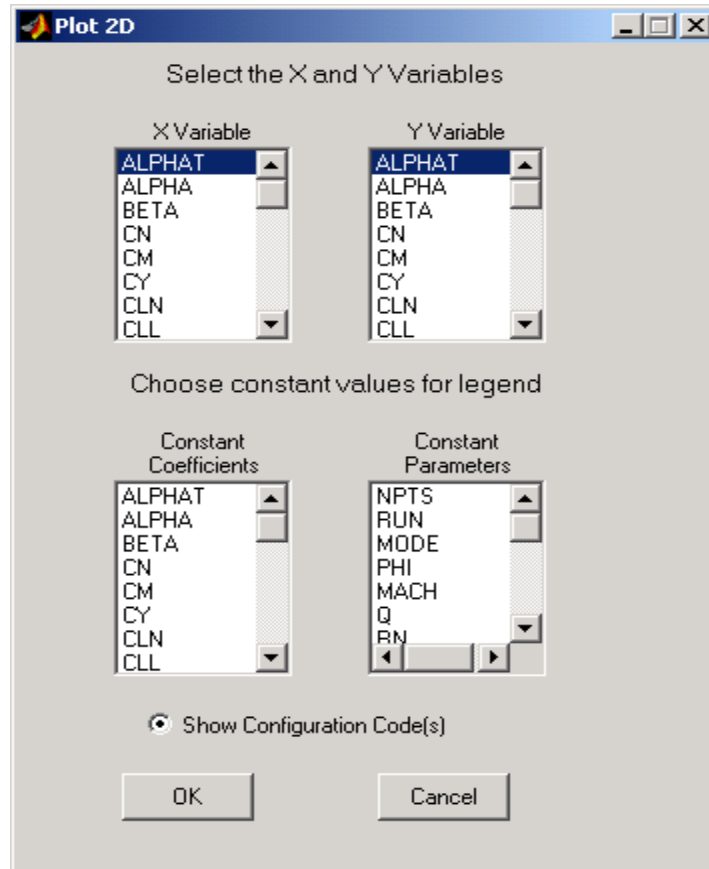 Plot 2D
Select the X and Y Variables
X Variable
Y Variable
ALPHAT
ALPHA
BETA
CN
CM
CY
CLN
CLL
ALPHAT
ALPHA
BETA
CN
CM
CY
CLN
CLL
Choose constant values for legend
Constant
Coefficients
Constant
Parameters
ALPHAT
ALPHA
BETA
CN
CM
CY
CLN
CLL
NPTS
RUN
MODE
PHI
MACH
Q
RN
Show Configuration Code(s)
OK
Cancel